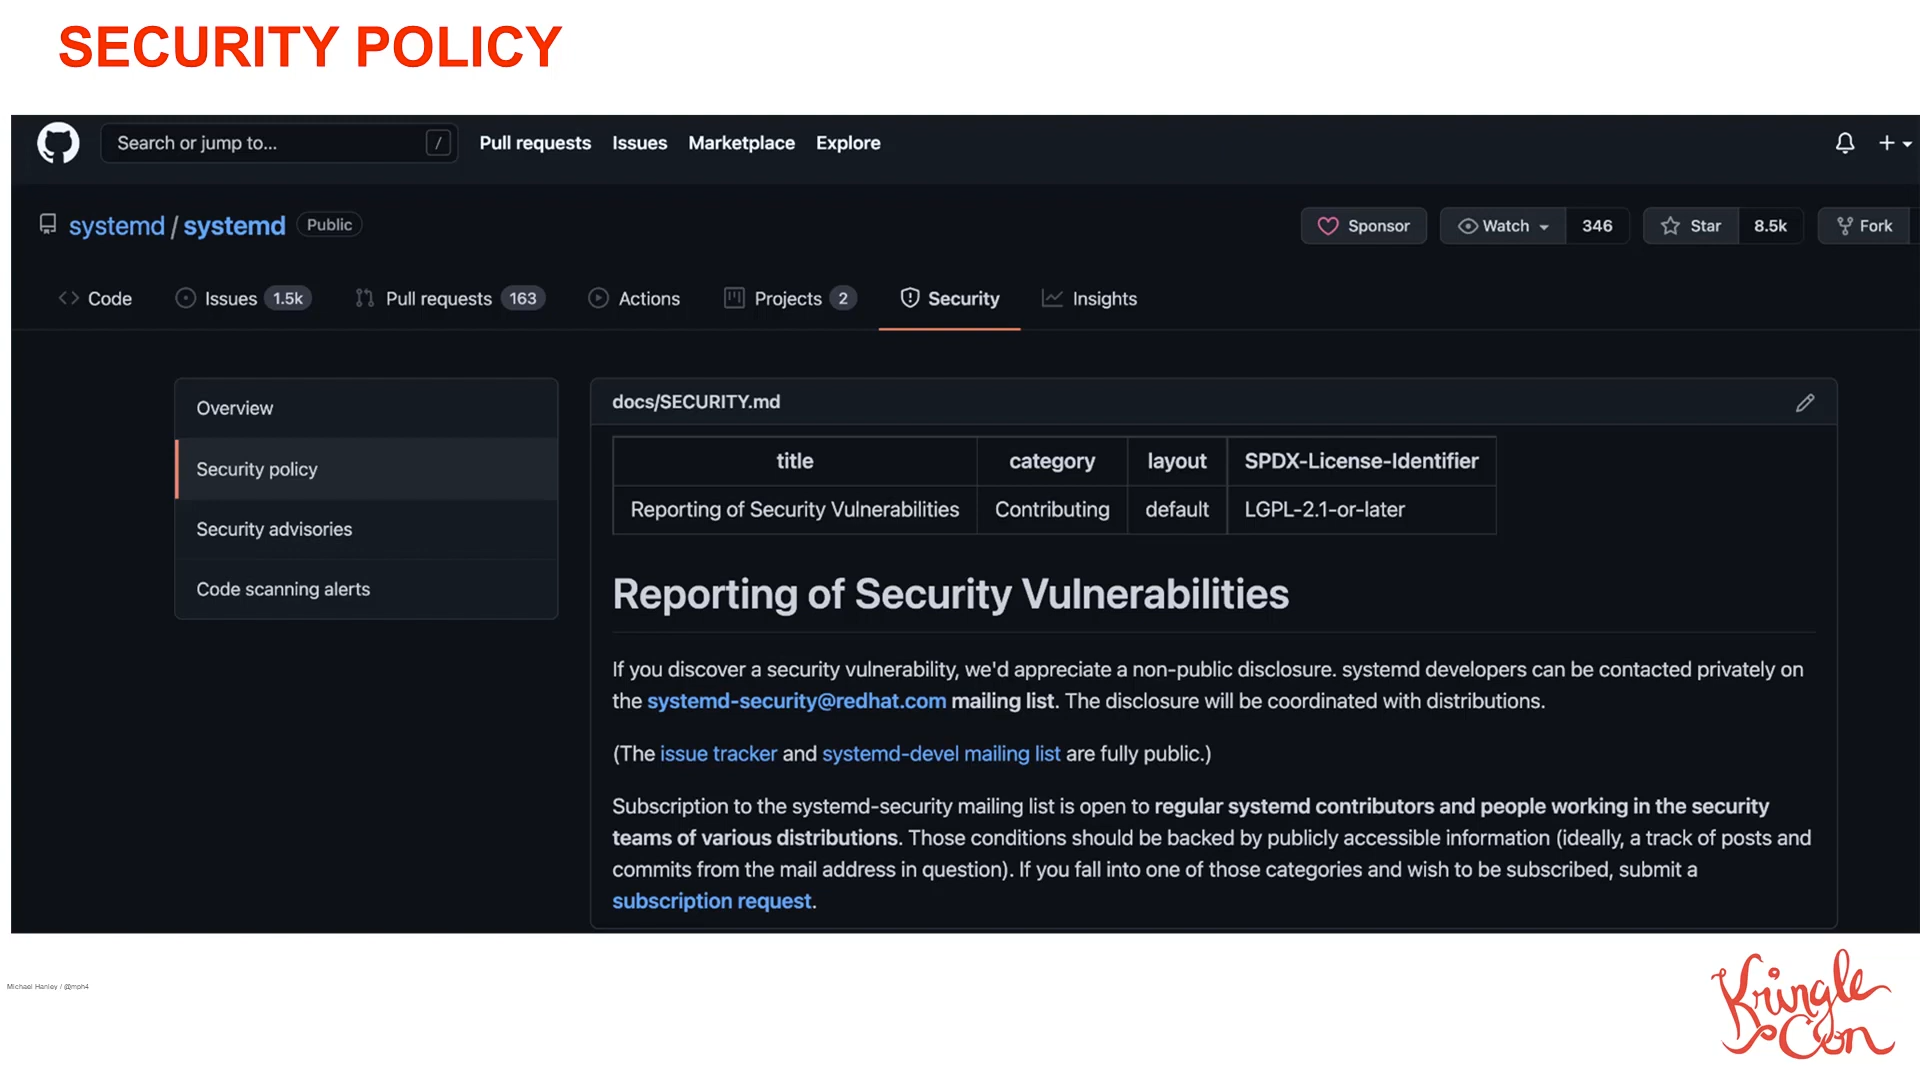 SECURITY POLICY
Search or jump to... /
Pull requests Issues Marketplace Explore
systemd / systemd Public
Sponsor Watch 346 Star 8.5k Fork
Code Issues 1.5k Pull requests 163 Actions Projects 2 Security Insights
Overview
Security policy
Security advisories
Code scanning alerts
docs/SECURITY.md
title category layout SPDX-License-Identifier
Reporting of Security Vulnerabilities Contributing default LGPL-2.1-or-later
Reporting of Security Vulnerabilities
If you discover a security vulnerability, we'd appreciate a non-public disclosure. systemd developers can be contacted privately on
the systemd-security@redhat.com mailing list. The disclosure will be coordinated with distributions.
(The issue tracker and systemd-devel mailing list are fully public.)
Subscription to the systemd-security mailing list is open to regular systemd contributors and people working in the security
teams of various distributions. Those conditions should be backed by publicly accessible information (ideally, a track of posts and
commits from the mail address in question). If you fall into one of those categories and wish to be subscribed, submit a
subscription request.
Michael Hanley / @mph4
Kringle
Con